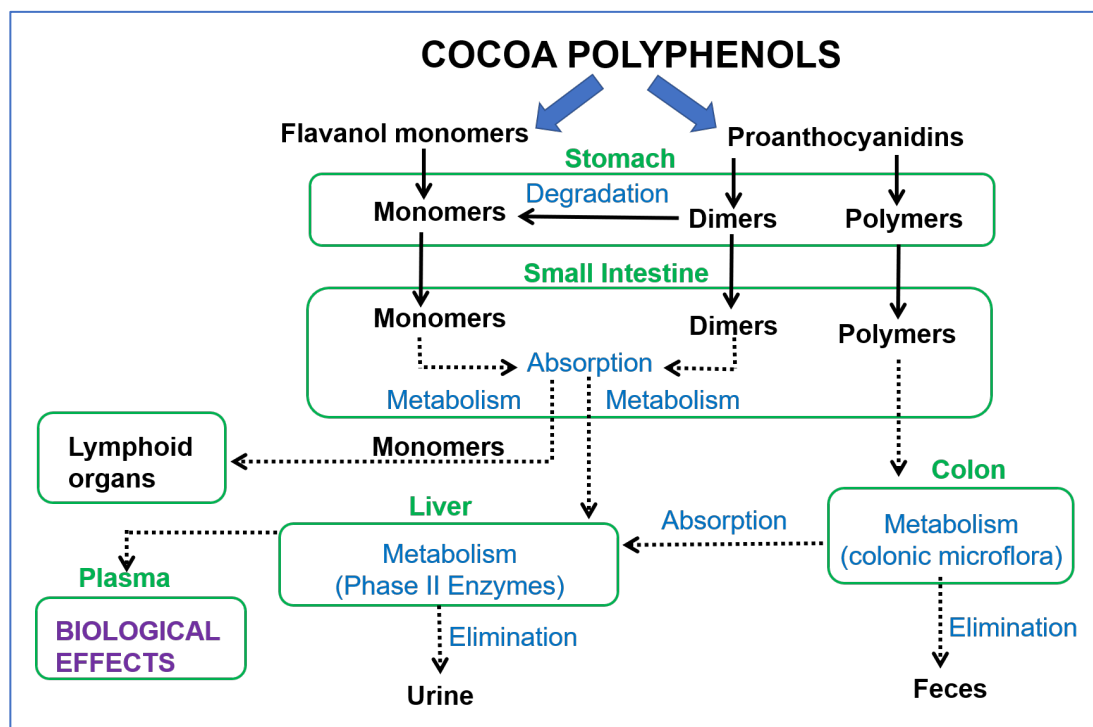 COCOA POLYPHENOLS
Flavanol monomers
Proanthocyanidins
Stomach
Degradation
Monomers
Dimers
Polymers
Small Intestine
Monomers
Dimers
Polymers
Absorption
Metabolism
Metabolism
Lymphoid
organs
Monomers
Colon
Liver
Absorption
Metabolism
(colonic microflora)
Metabolism
(Phase II Enzymes)
Plasma
BIOLOGICAL
EFFECTS
Elimination
Elimination
Urine
Feces